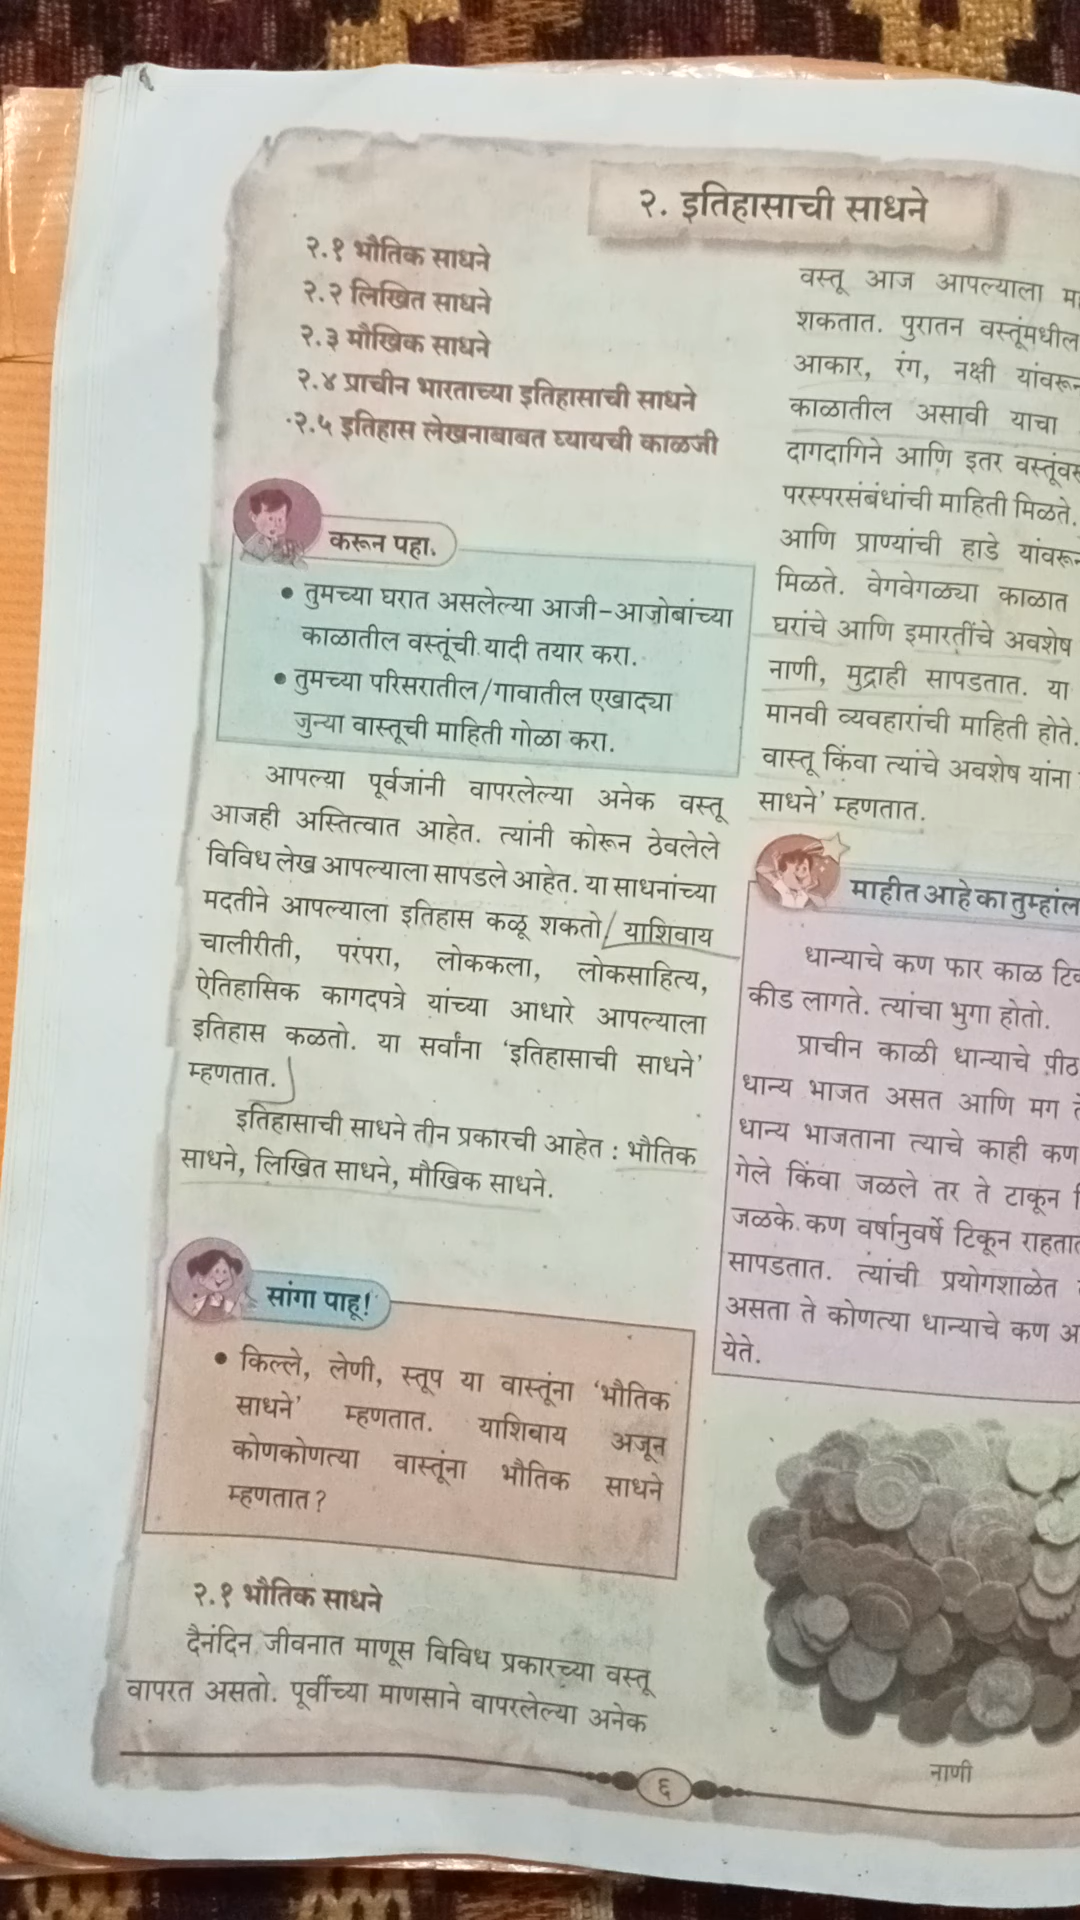 २. इतिहासाची साधने
२.१ भौतिक साधने
२.२ लिखित साधने
२.३ मौखिक साधने
२.४ प्राचीन भारताच्या इतिहासाची साधने
२.५ इतिहास लेखनाबाबत घ्यायची काळजी
करून पहा.
• तुमच्या घरात असलेल्या आजी-आजोबांच्या
काळातील वस्तूंची यादी तयार करा.
• तुमच्या परिसरातील/गावातील एखाद्या
जुन्या वास्तूची माहिती गोळा करा.
आपल्या पूर्वजांनी वापरलेल्या अनेक वस्तू
आजही अस्तित्वात आहेत. त्यांनी कोरून ठेवलेले
विविध लेख आपल्याला सापडले आहेत. या साधनांच्या
मदतीने आपल्याला इतिहास कळू शकतो. याशिवाय
चालीरीती, परंपरा, लोककला, लोकसाहित्य,
ऐतिहासिक कागदपत्रे यांच्या आधारे आपल्याला
इतिहास कळतो. या सर्वांना ‘इतिहासाची साधने’
म्हणतात.
इतिहासाची साधने तीन प्रकारची आहेत : भौतिक
साधने, लिखित साधने, मौखिक साधने.
सांगा पाहू!
• किल्ले, लेणी, स्तूप या वास्तूंना ‘भौतिक
साधने’ म्हणतात. याशिवाय अजून
कोणकोणत्या वास्तूंना भौतिक साधने
म्हणतात?
२.१ भौतिक साधने
दैनंदिन जीवनात माणूस विविध प्रकारच्या वस्तू
वापरत असतो. पूर्वीच्या माणसाने वापरलेल्या अनेक
वस्तू आज आपल्याला
शकतात. पुरातन वस्तूंमधील
आकार, रंग, नक्षी यांवरून
काळातील असावी याचा
दागदागिने आणि इतर
परस्परसंबंधांची माहिती मिळते.
आणि प्राण्यांची हाडे यांवरून
मिळते. वेगवेगळ्या काळात
घरांचे आणि इमारतींचे अवशेष
नाणी, मुद्राही सापडतात. या
मानवी व्यवहारांची माहिती होते.
वास्तू किंवा त्यांचे अवशेष यांना
साधने’ म्हणतात.
माहीत आहे का
धान्याचे कण फार काळ
कीड लागते. त्यांचा भुगा होतो.
प्राचीन काळी धान्याचे पीठ
धान्य भाजत असत आणि मग
धान्य भाजताना त्याचे काही कण
गेले किंवा जळले तर ते टाकून
जळके कण वर्षानुवर्षे टिकून
सापडतात. त्यांची प्रयोगशाळेत
असता ते कोणत्या धान्याचे कण
येते.
नाणी
६